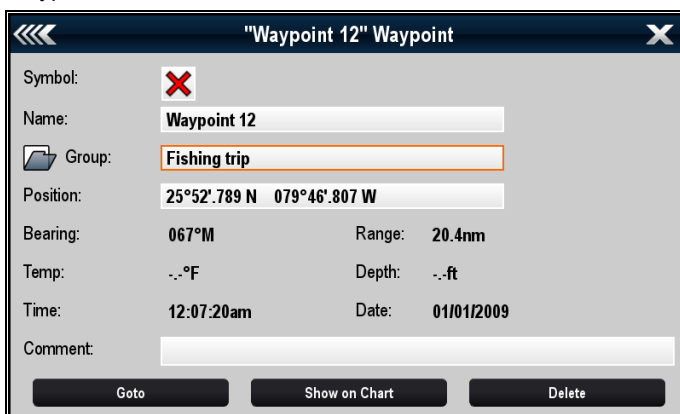 "Waypoint 12" Waypoint
Symbol:
Name: Waypoint 12
Group: Fishing trip
Position: 25°52'.789 N 079°46'.807 W
Bearing: 067°M Range: 20.4nm
Temp: -.-°F Depth: -.-ft
Time: 12:07:20am Date: 01/01/2009
Comment:
Goto Show on Chart Delete